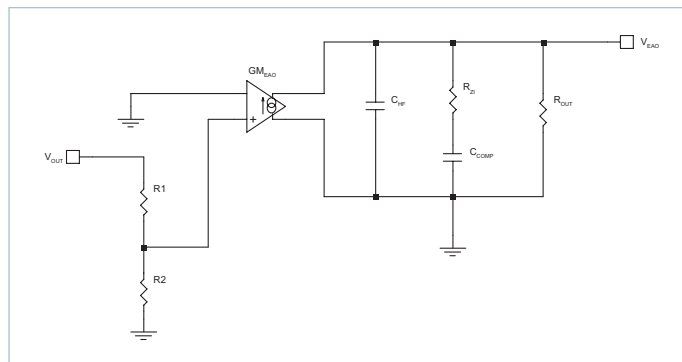 V_EAO
GM_EAO
R_ZI
C_HF
R_OUT
+
C_COMP
V_OUT
R1
R2